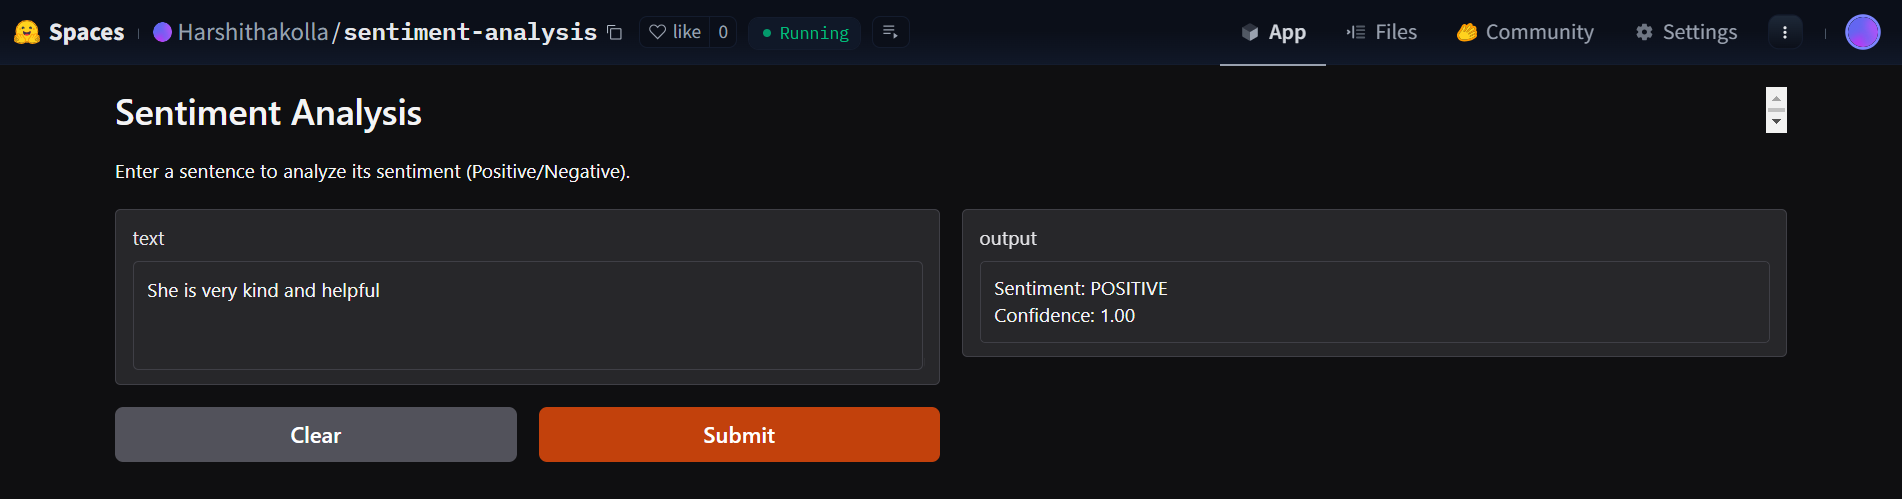 Spaces Harshithakolla/sentiment-analysis like 0 Running App Files Community Settings
Sentiment Analysis
Enter a sentence to analyze its sentiment (Positive/Negative).
text
She is very kind and helpful
output
Sentiment: POSITIVE
Confidence: 1.00
Clear Submit